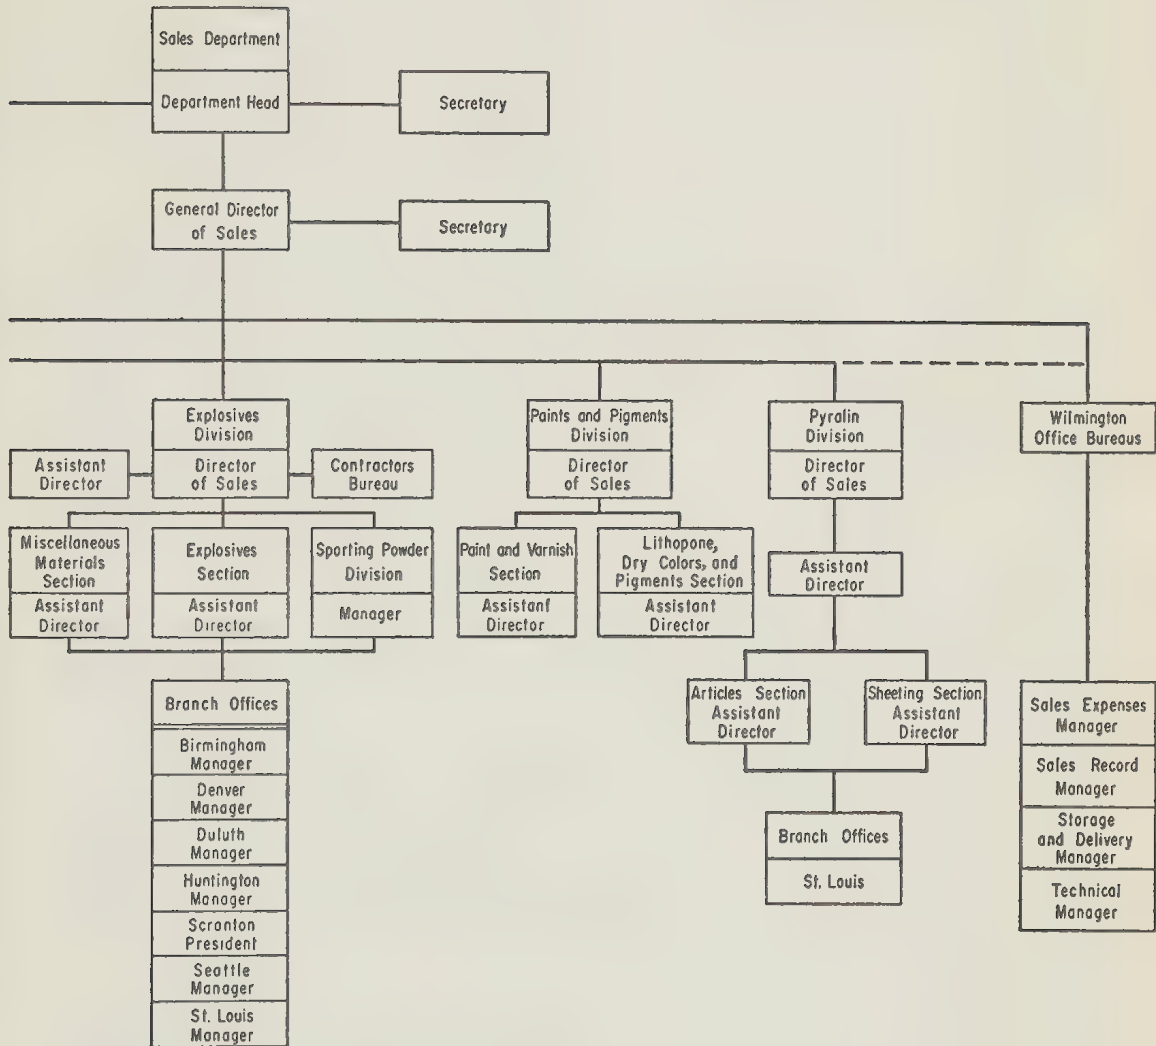 Sales Department
Department Head
Secretary
General Director
of Sales
Secretary
Explosives
Division
Director
of Sales
Assistant
Director
Contractors
Bureau
Paints and Pigments
Division
Director
of Sales
Pyralin
Division
Director
of Sales
Wilmington
Office Bureaus
Miscellaneous
Materials
Section
Assistant
Director
Explosives
Section
Assistant
Director
Sporting Powder
Division
Manager
Paint and Varnish
Section
Assistant
Director
Lithopone,
Dry Colors, and
Pigments Section
Assistant
Director
Assistant
Director
Branch Offices
Birmingham
Manager
Denver
Manager
Duluth
Manager
Huntington
Manager
Scranton
President
Seattle
Manager
St. Louis
Manager
Articles Section
Assistant
Director
Sheeting Section
Assistant
Director
Branch Offices
St. Louis
Sales Expenses
Manager
Sales Record
Manager
Storage
and Delivery
Manager
Technical
Manager